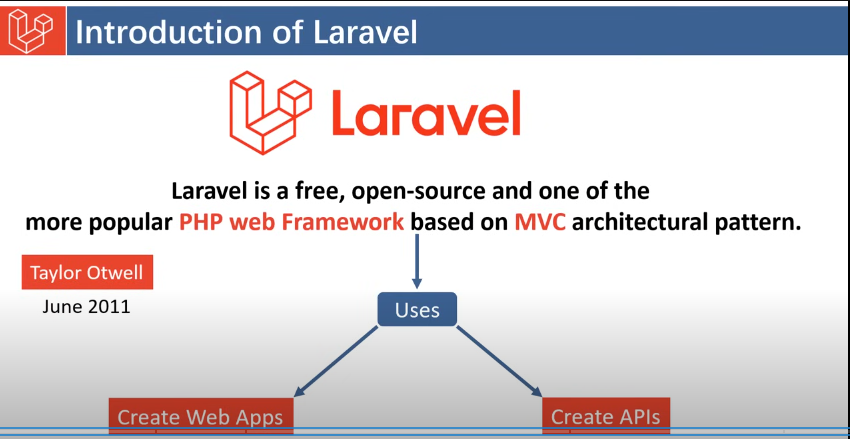 Introduction of Laravel
Laravel
Laravel is a free, open-source and one of the
more popular PHP web Framework based on MVC architectural pattern.
Taylor Otwell
June 2011
Uses
Create Web Apps
Create APIs